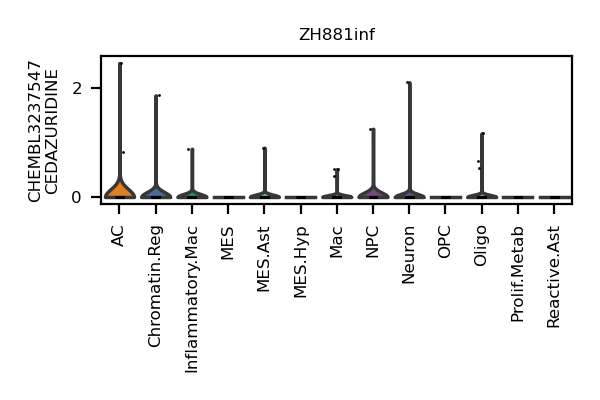 ZH881inf
CHEMBL3237547
CEDAZURIDINE
2
0
AC
Chromatin.Reg
Inflammatory.Mac
MES
MES.Ast
MES.Hyp
Mac
NPC
Neuron
OPC
Oligo
Prolif.Metab
Reactive.Ast